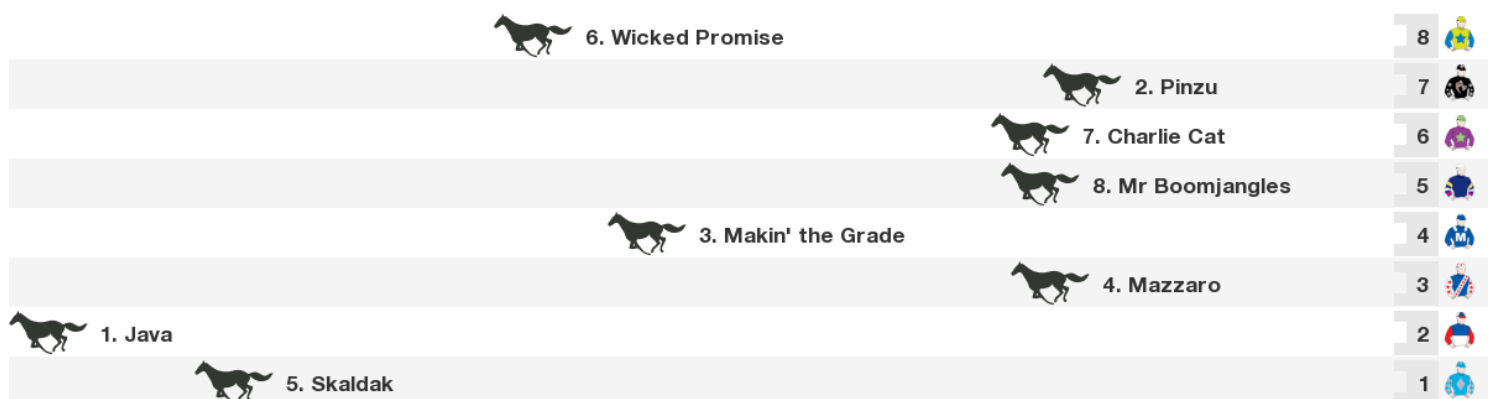 6. Wicked Promise 8
2. Pinzu 7
7. Charlie Cat 6
8. Mr Boomjangles 5
3. Makin' the Grade 4
M
4. Mazzaro 3
1. Java 2
5. Skaldak 1